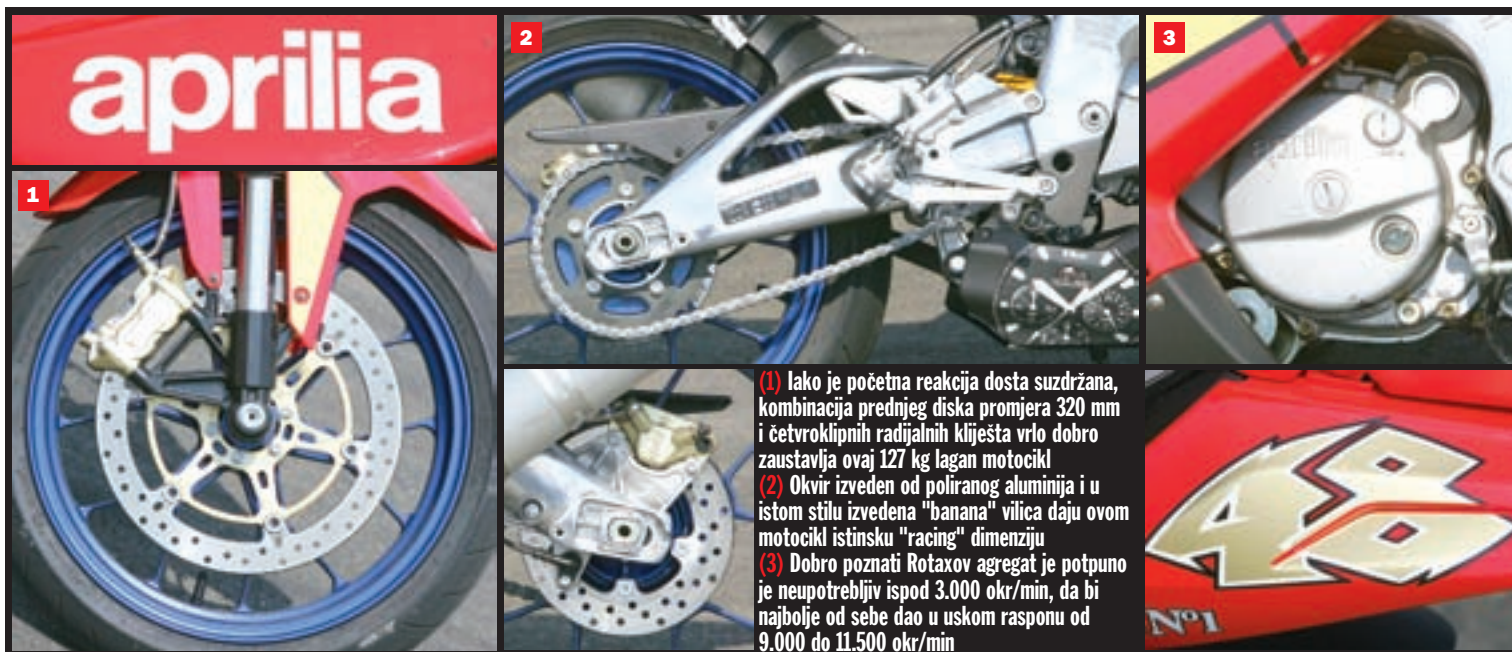 aprilia
1
2
3
(1) Iako je početna reakcija dosta suzdržana,
kombinacija prednjeg diska promjera 320 mm
i četvroklipnih radijalnih kliješta vrlo dobro
zaustavlja ovaj 127 kg lagan motocikl
(2) Okvir izveden od poliranog aluminija i u
istom stilu izvedena "banana" vilica daju ovom
motocikl istinsku "racing" dimenziju
(3) Dobro poznati Rotaxov agregat je potpuno
je neupotrebljiv ispod 3.000 okr/min, da bi
najbolje od sebe dao u uskom rasponu od
9.000 do 11.500 okr/min
aprilia
48